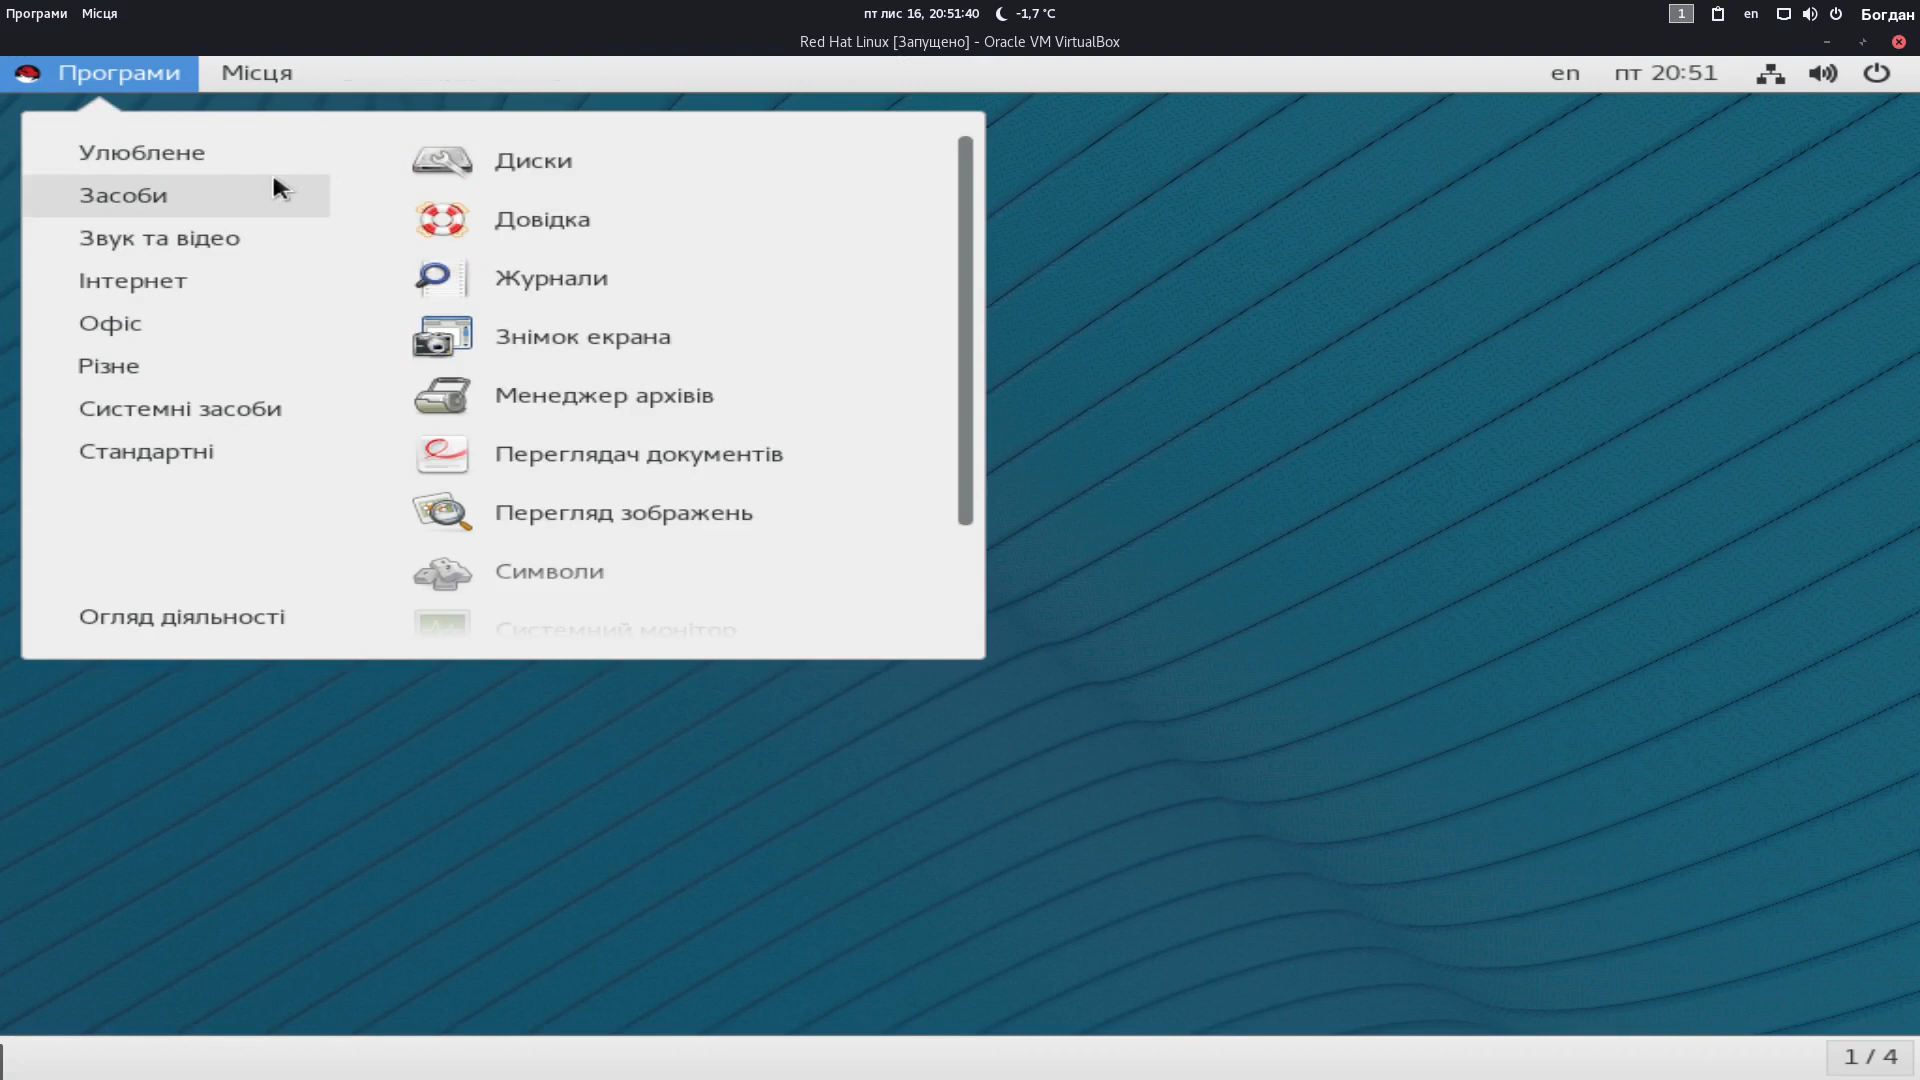 Програми Місця пт лис 16, 20:51:40 -1,7 °C 1 en Богдан
Red Hat Linux [Запущено] - Oracle VM VirtualBox
Програми Місця en пт 20:51
Улюблене
Засоби
Звук та відео
Інтернет
Офіс
Різне
Системні засоби
Стандартні
Огляд діяльності
Диски
Довідка
Журнали
Знімок екрана
Менеджер архівів
Переглядач документів
Перегляд зображень
Символи
Системний монітор
1 / 4